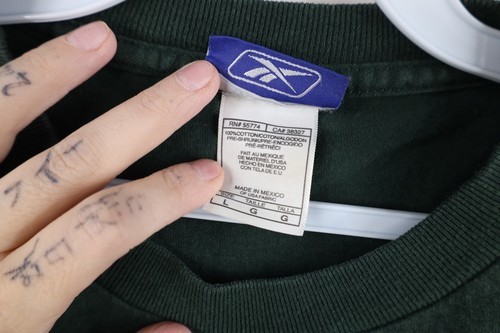 RN# 55774 CA# 38327
100%COTTON/COTON/ALGODON
PRE-SHRUNK/PRE-ENCOGIDO
PRÉ-RÉTRÉCI
FAIT AU MEXIQUE
DE MATERIEL D'USA
HECHO EN MEXICO
CON TELA DE E.U.
MADE IN MEXICO
OF USA FABRIC
SIZE TAILLE TALLA
L G G